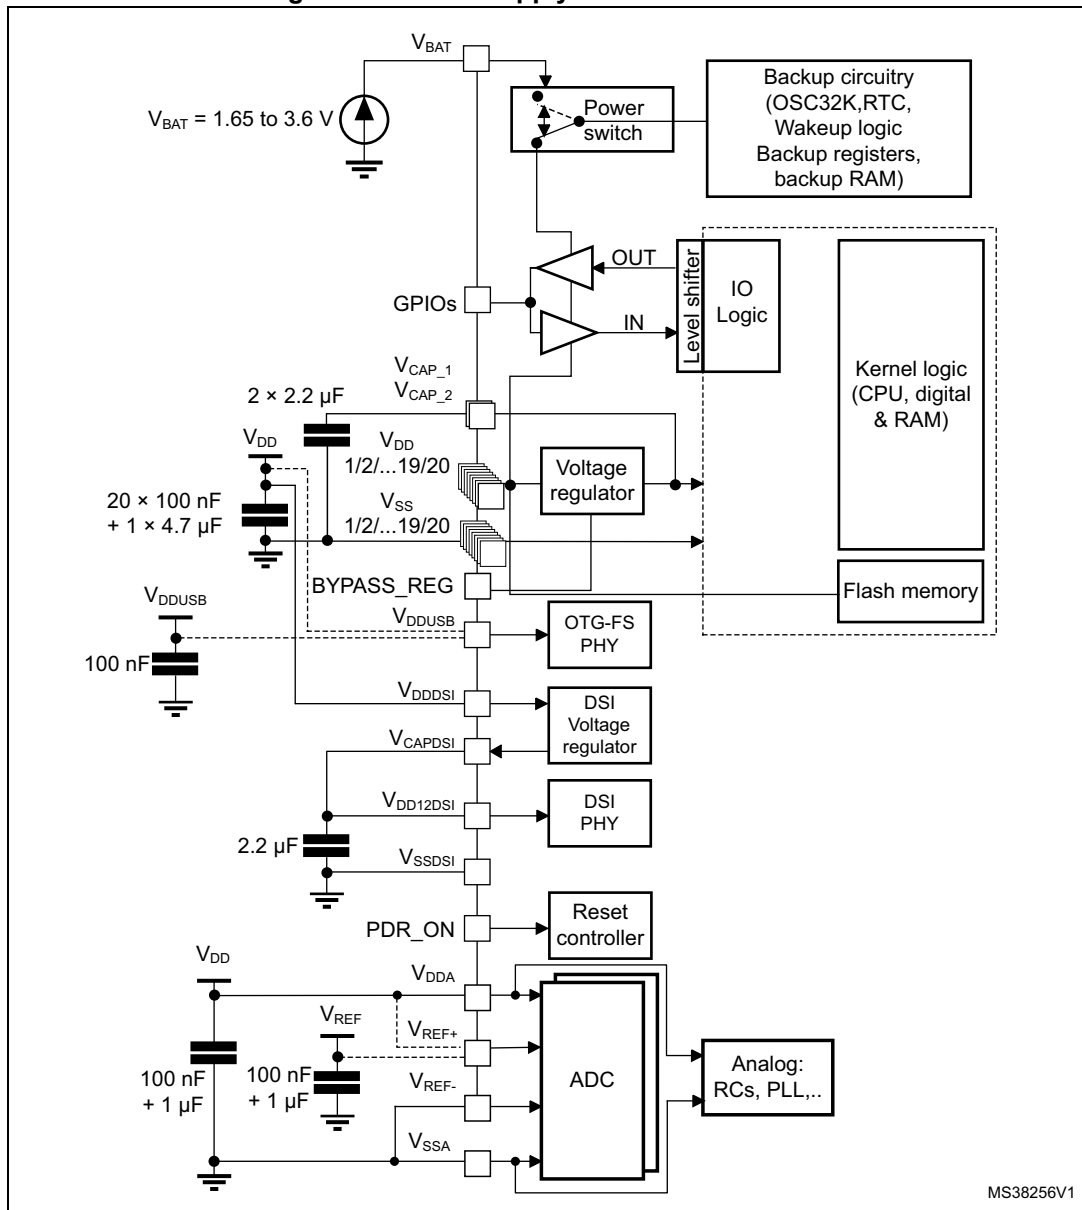 V_BAT
V_BAT = 1.65 to 3.6 V
Power
switch
Backup circuitry
(OSC32K,RTC,
Wakeup logic
Backup registers,
backup RAM)
OUT
GPIOs
IN
Level shifter
IO
Logic
Kernel logic
(CPU, digital
& RAM)
V_CAP_1
V_CAP_2
2 × 2.2 µF
V_DD
V_DD
1/2/...19/20
Voltage
regulator
20 × 100 nF
+ 1 × 4.7 µF
V_SS
1/2/...19/20
BYPASS_REG
Flash memory
V_DDUSB
V_DDUSB
OTG-FS
PHY
100 nF
V_DDDSI
DSI
Voltage
regulator
V_CAPDSI
V_DD12DSI
DSI
PHY
2.2 µF
V_SSDSI
PDR_ON
Reset
controller
V_DD
V_DDA
V_REF
V_REF+
100 nF
+ 1 µF
100 nF
+ 1 µF
V_REF-
ADC
Analog:
RCs, PLL,..
V_SSA
MS38256V1